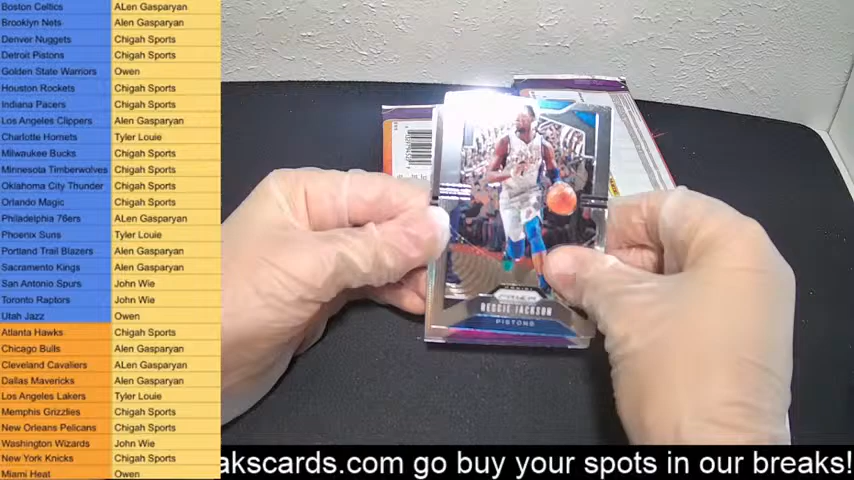 Boston Celtics ALen Gasparyan
Brooklyn Nets Alen Gasparyan
Denver Nuggets Chigah Sports
Detroit Pistons Chigah Sports
Golden State Warriors Owen
Houston Rockets Chigah Sports
Indiana Pacers Chigah Sports
Los Angeles Clippers Alen Gasparyan
Charlotte Hornets Tyler Louie
Milwaukee Bucks Chigah Sports
Minnesota Timberwolves Chigah Sports
Oklahoma City Thunder Chigah Sports
Orlando Magic Chigah Sports
Philadelphia 76ers ALen Gasparyan
Phoenix Suns Tyler Louie
Portland Trail Blazers Alen Gasparyan
Sacramento Kings Alen Gasparyan
San Antonio Spurs John Wie
Toronto Raptors John Wie
Utah Jazz Owen
Atlanta Hawks Chigah Sports
Chicago Bulls Alen Gasparyan
Cleveland Cavaliers ALen Gasparyan
Dallas Mavericks Alen Gasparyan
Los Angeles Lakers Tyler Louie
Memphis Grizzlies Chigah Sports
New Orleans Pelicans Chigah Sports
Washington Wizards John Wie
New York Knicks Chigah Sports
Miami Heat Owen
PRIZM
REGGIE JACKSON
PISTONS
akscards.com go buy your spots in our breaks!